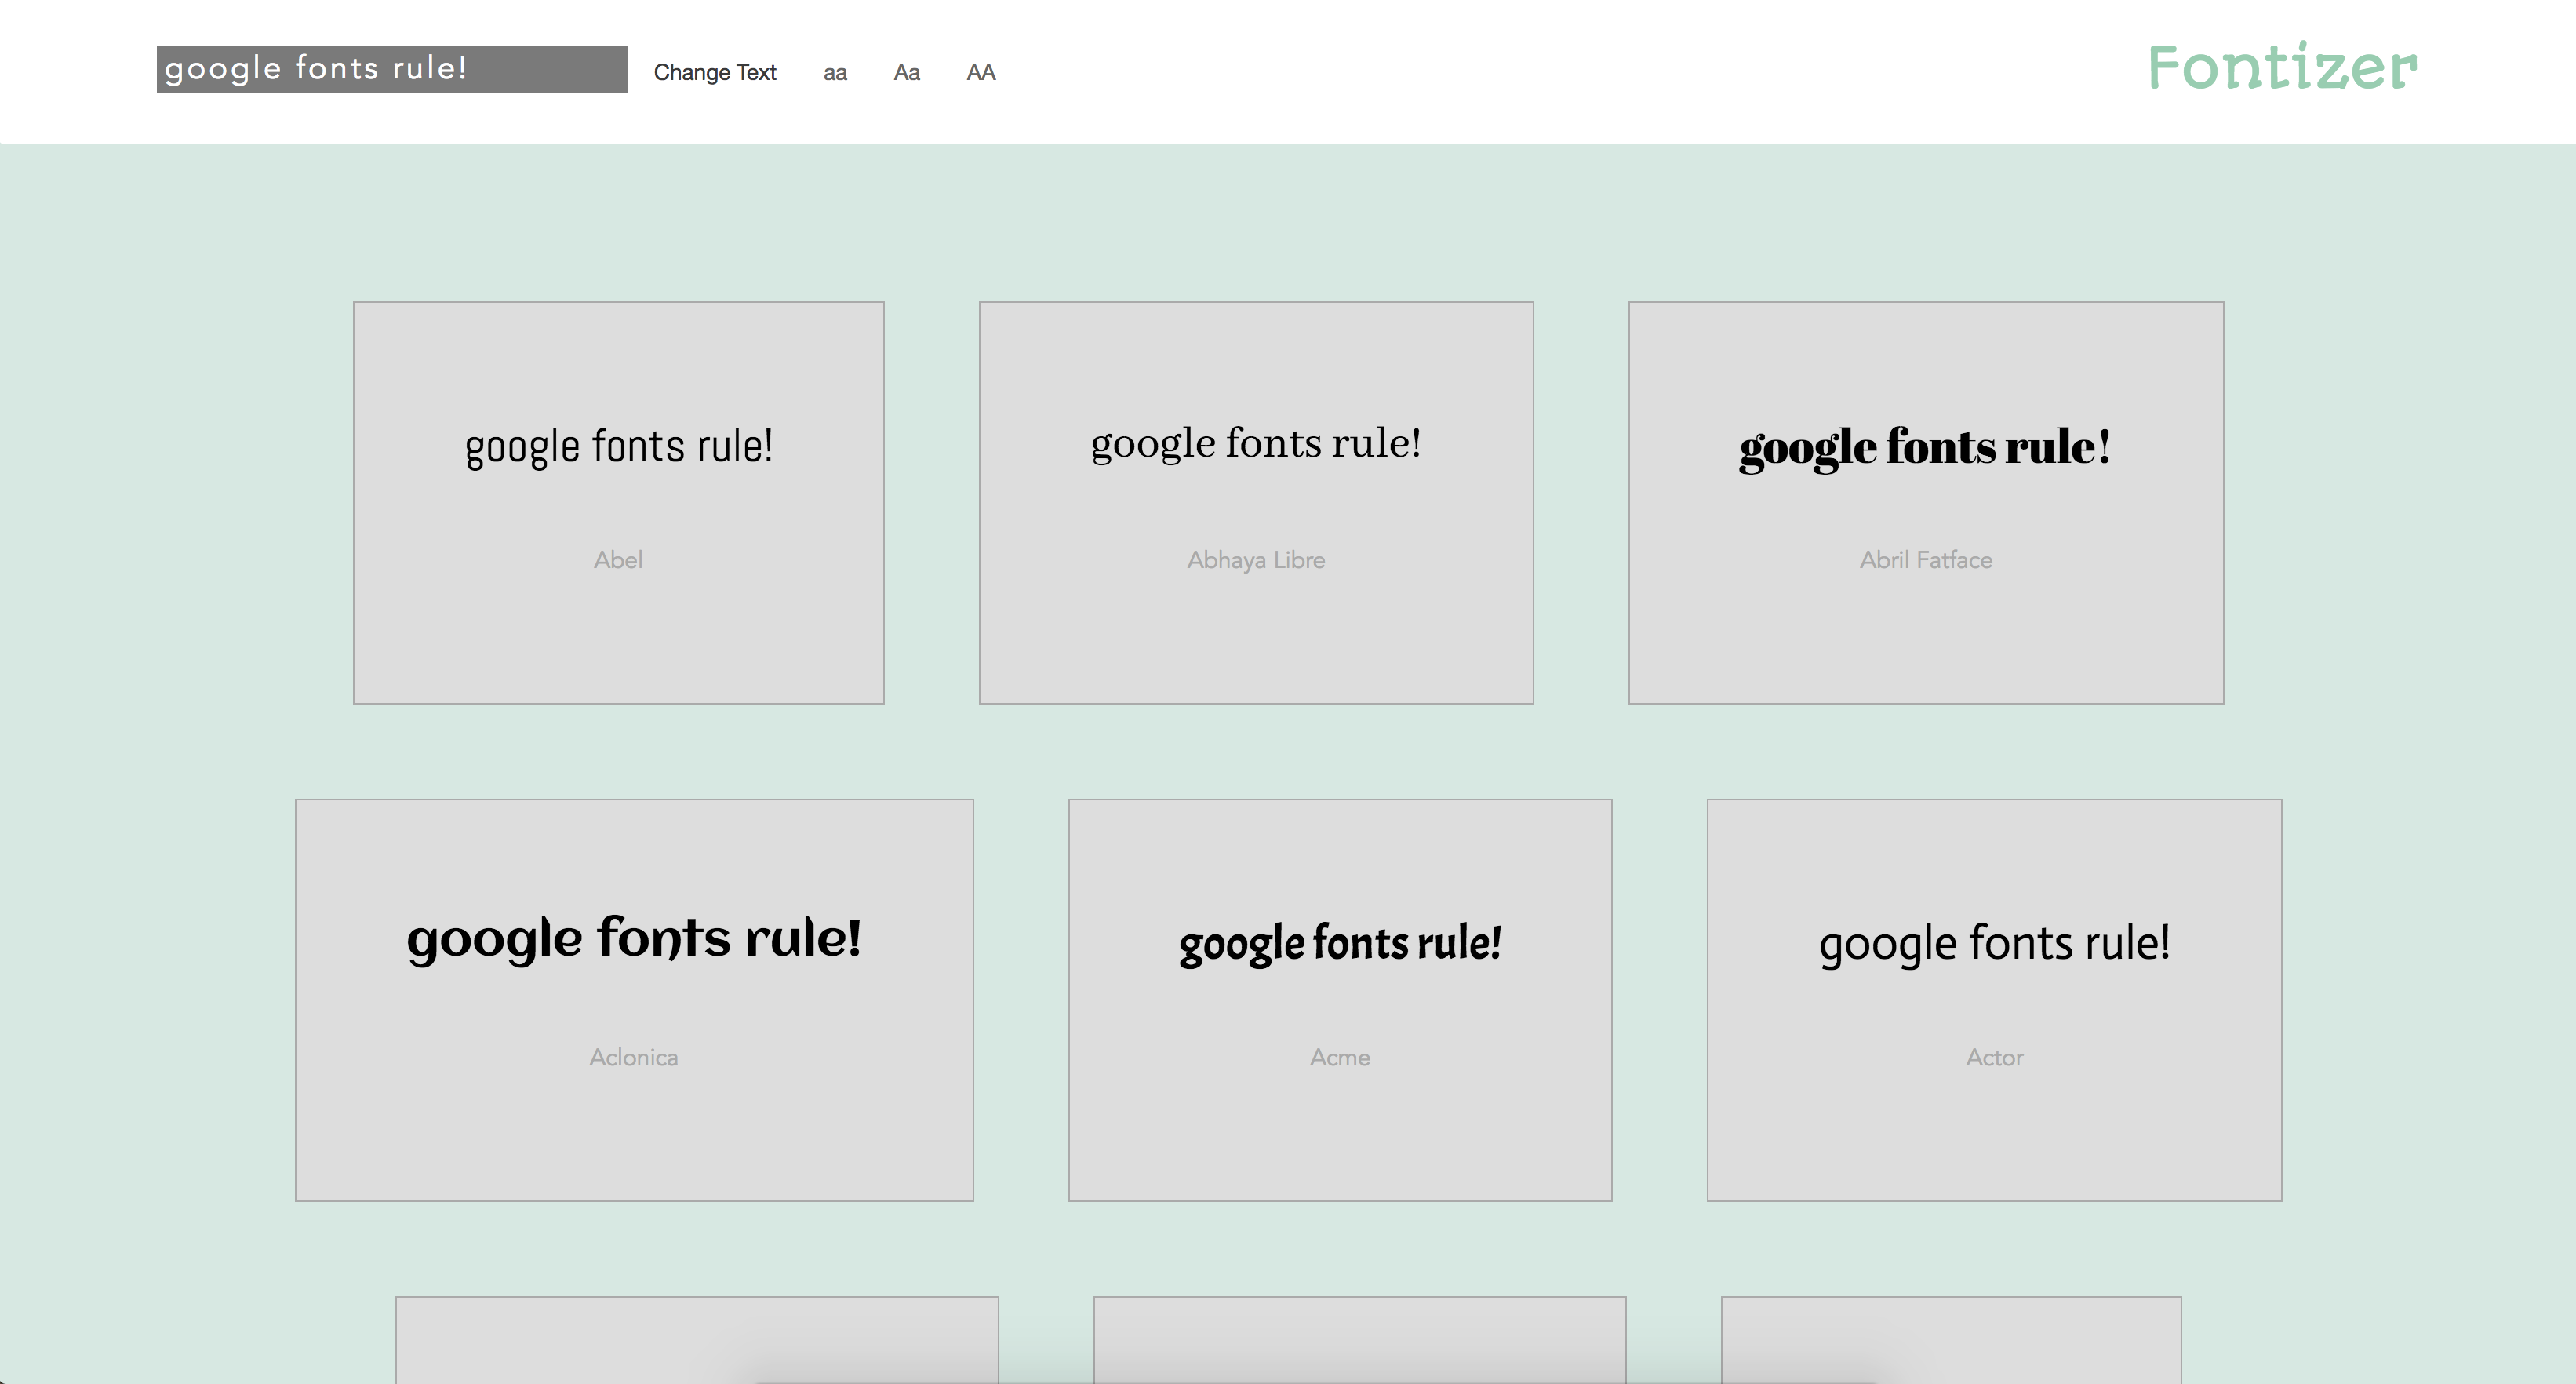 google fonts rule! Change Text aa Aa AA Fontizer
google fonts rule! google fonts rule! google fonts rule!
Abel Abhaya Libre Abril Fatface
google fonts rule! google fonts rule! google fonts rule!
Aclonica Acme Actor